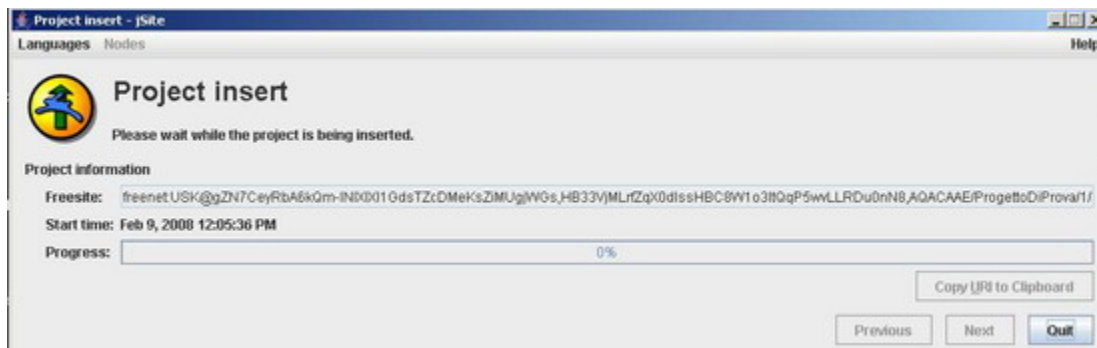 Project insert - jSite
Languages Nodes Help
Project insert
Please wait while the project is being inserted.
Project information
Freesite:
Start time: Feb 9, 2008 12:05:36 PM
Progress: 0%
Copy URI to Clipboard
Previous Next Quit